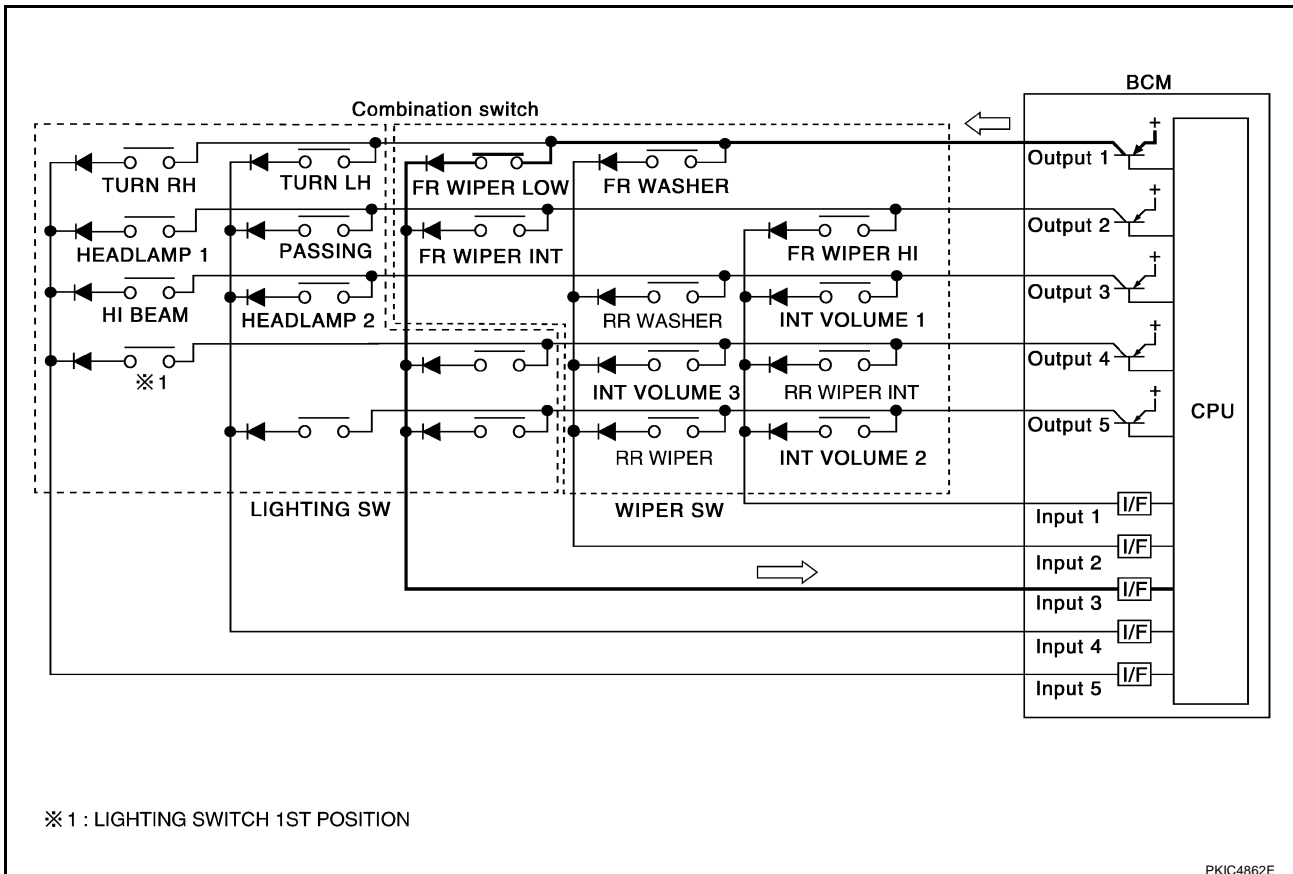 BCM
Combination switch
Output 1
TURN RH
TURN LH
FR WIPER LOW
FR WASHER
Output 2
HEADLAMP 1
PASSING
FR WIPER INT
FR WIPER HI
Output 3
HI BEAM
HEADLAMP 2
RR WASHER
INT VOLUME 1
Output 4
※1
INT VOLUME 3
RR WIPER INT
CPU
Output 5
RR WIPER
INT VOLUME 2
LIGHTING SW
WIPER SW
Input 1
I/F
Input 2
I/F
Input 3
I/F
Input 4
I/F
Input 5
I/F
※1 : LIGHTING SWITCH 1ST POSITION
PKIC4862E